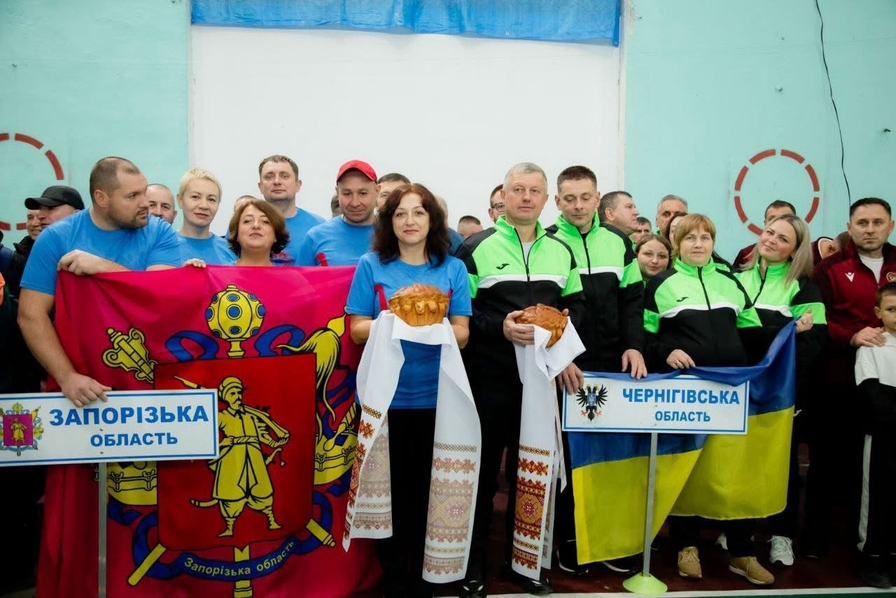 ЗАПОРІЗЬКА
ОБЛАСТЬ
ЧЕРНІГІВСЬКА
ОБЛАСТЬ
Запорізька область